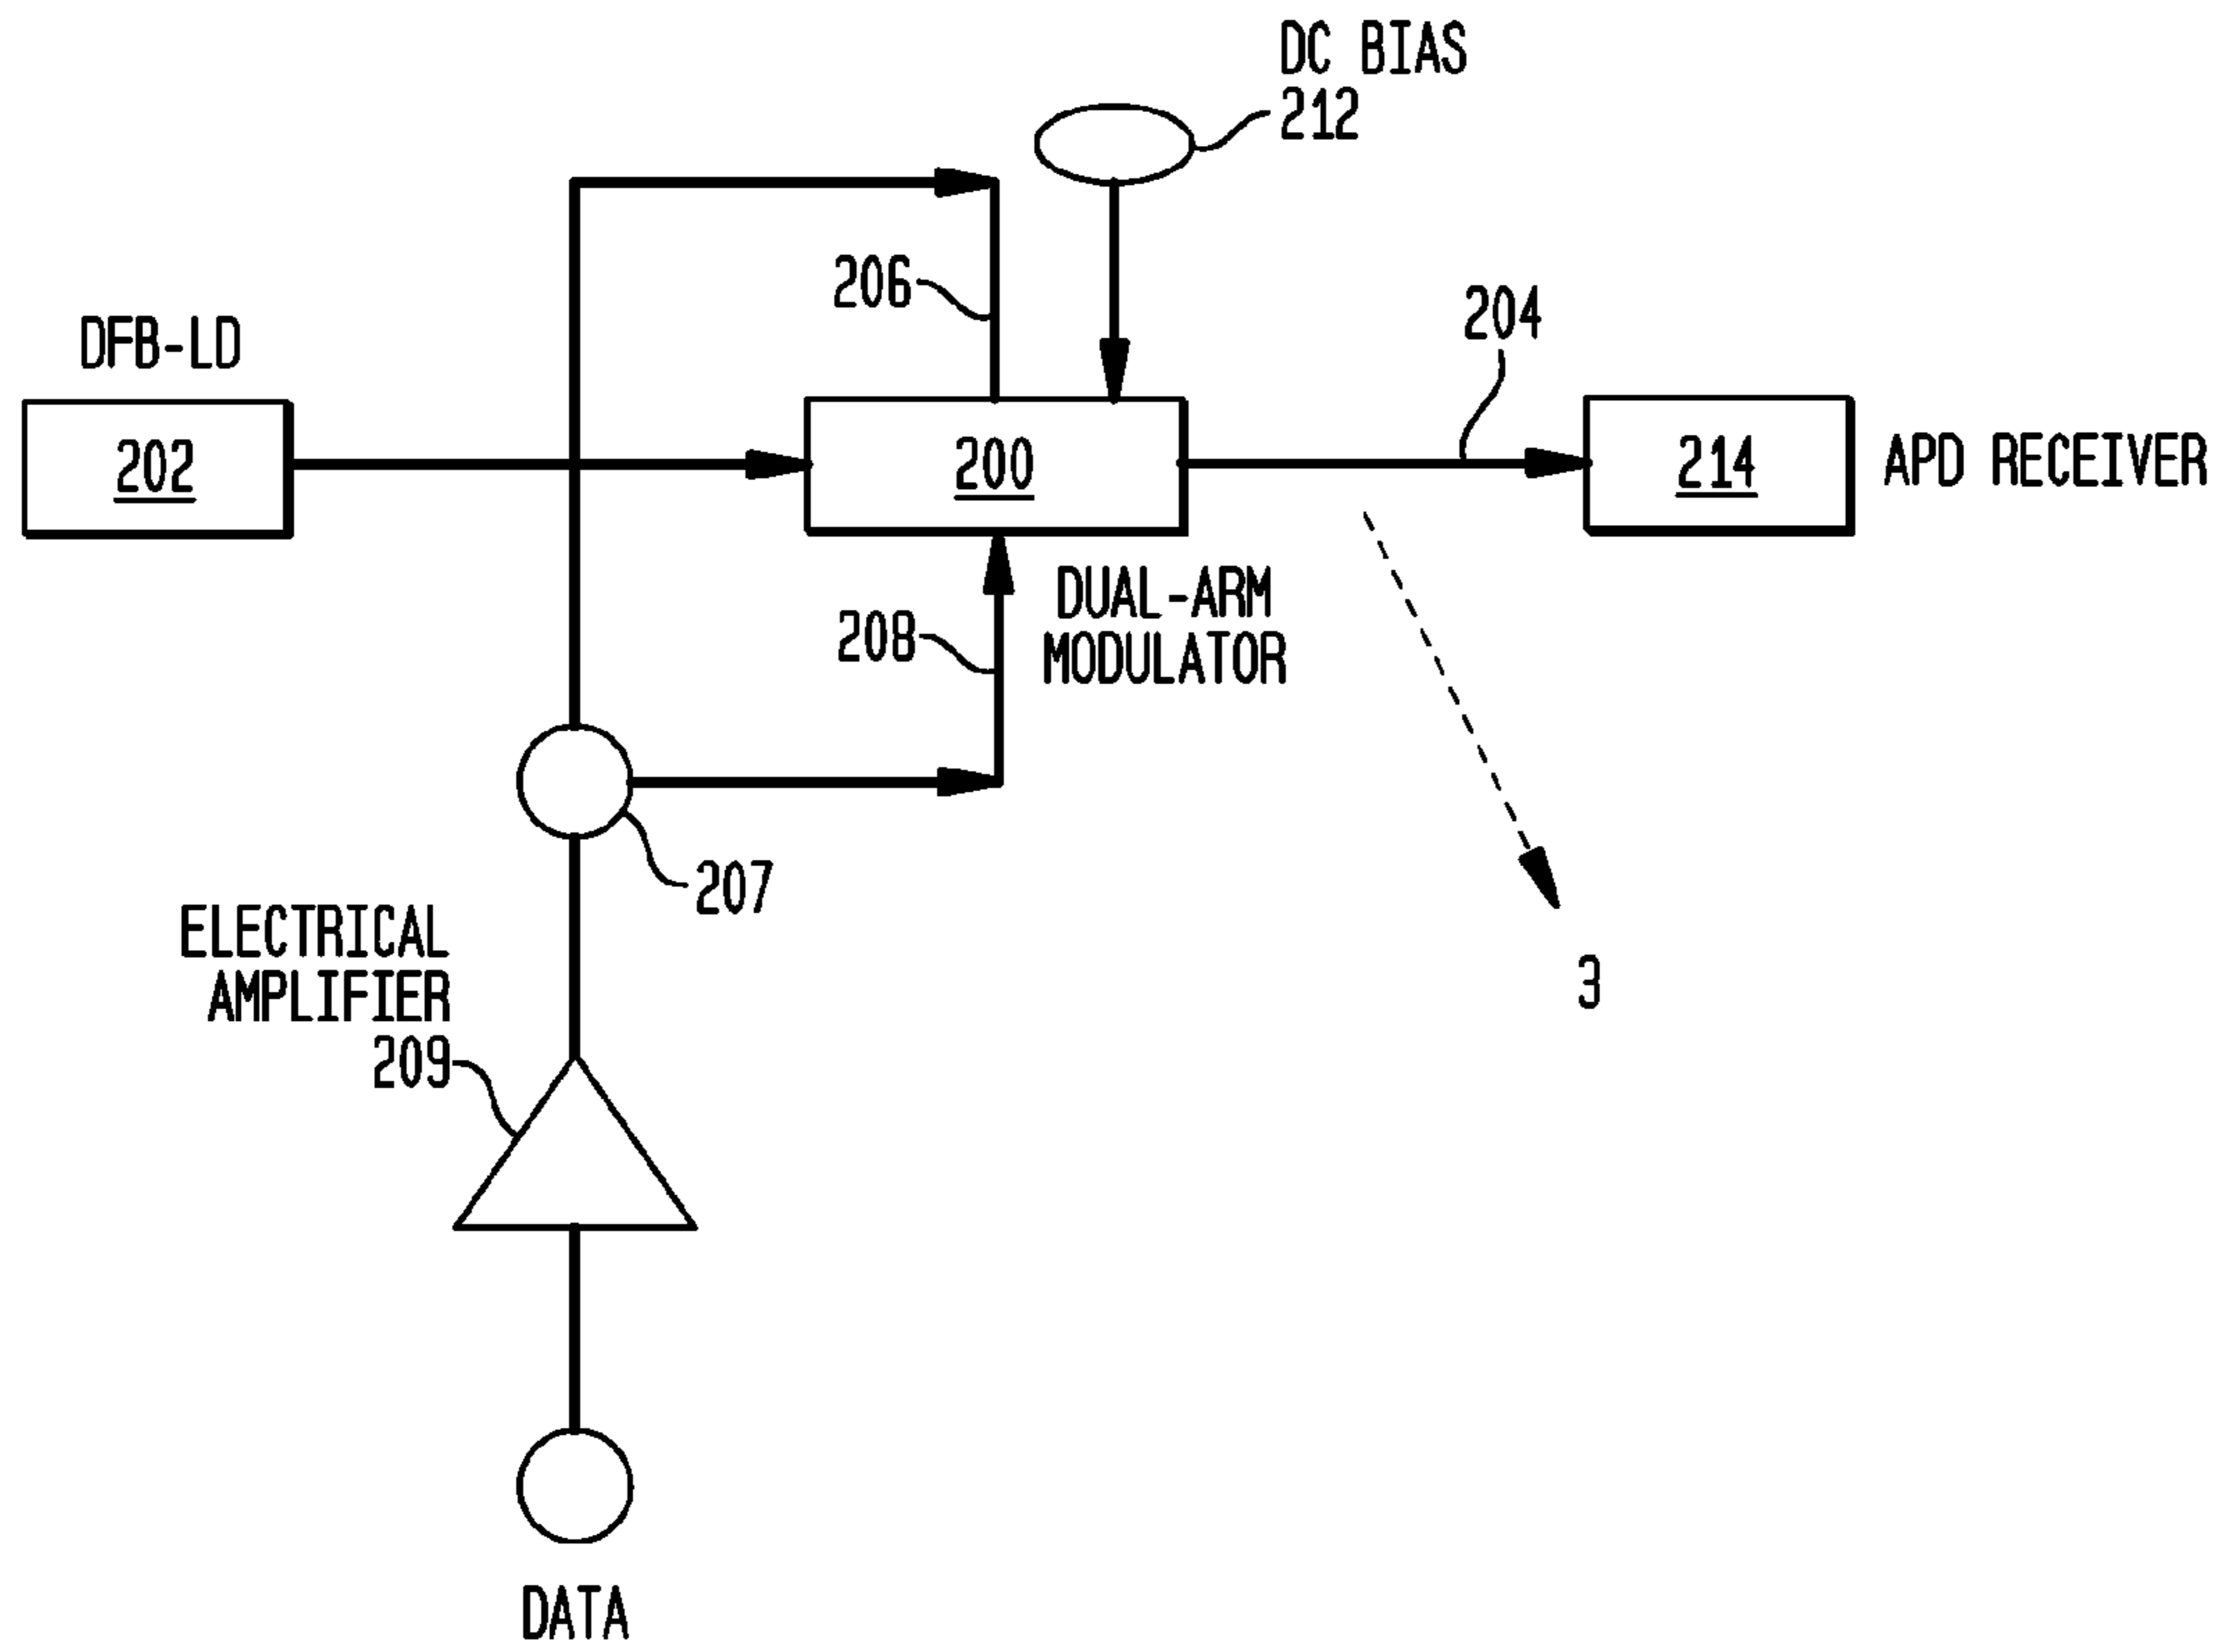 DC BIAS
212
206
204
DFB-LD
202
200
214
APD RECEIVER
DUAL-ARM
MODULATOR
208
207
ELECTRICAL
AMPLIFIER
209
3
DATA